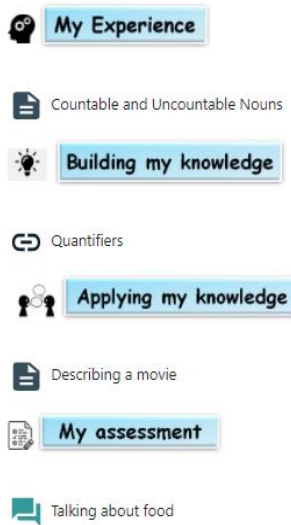 My Experience
Countable and Uncountable Nouns
Building my knowledge
Quantifiers
Applying my knowledge
Describing a movie
My assessment
Talking about food